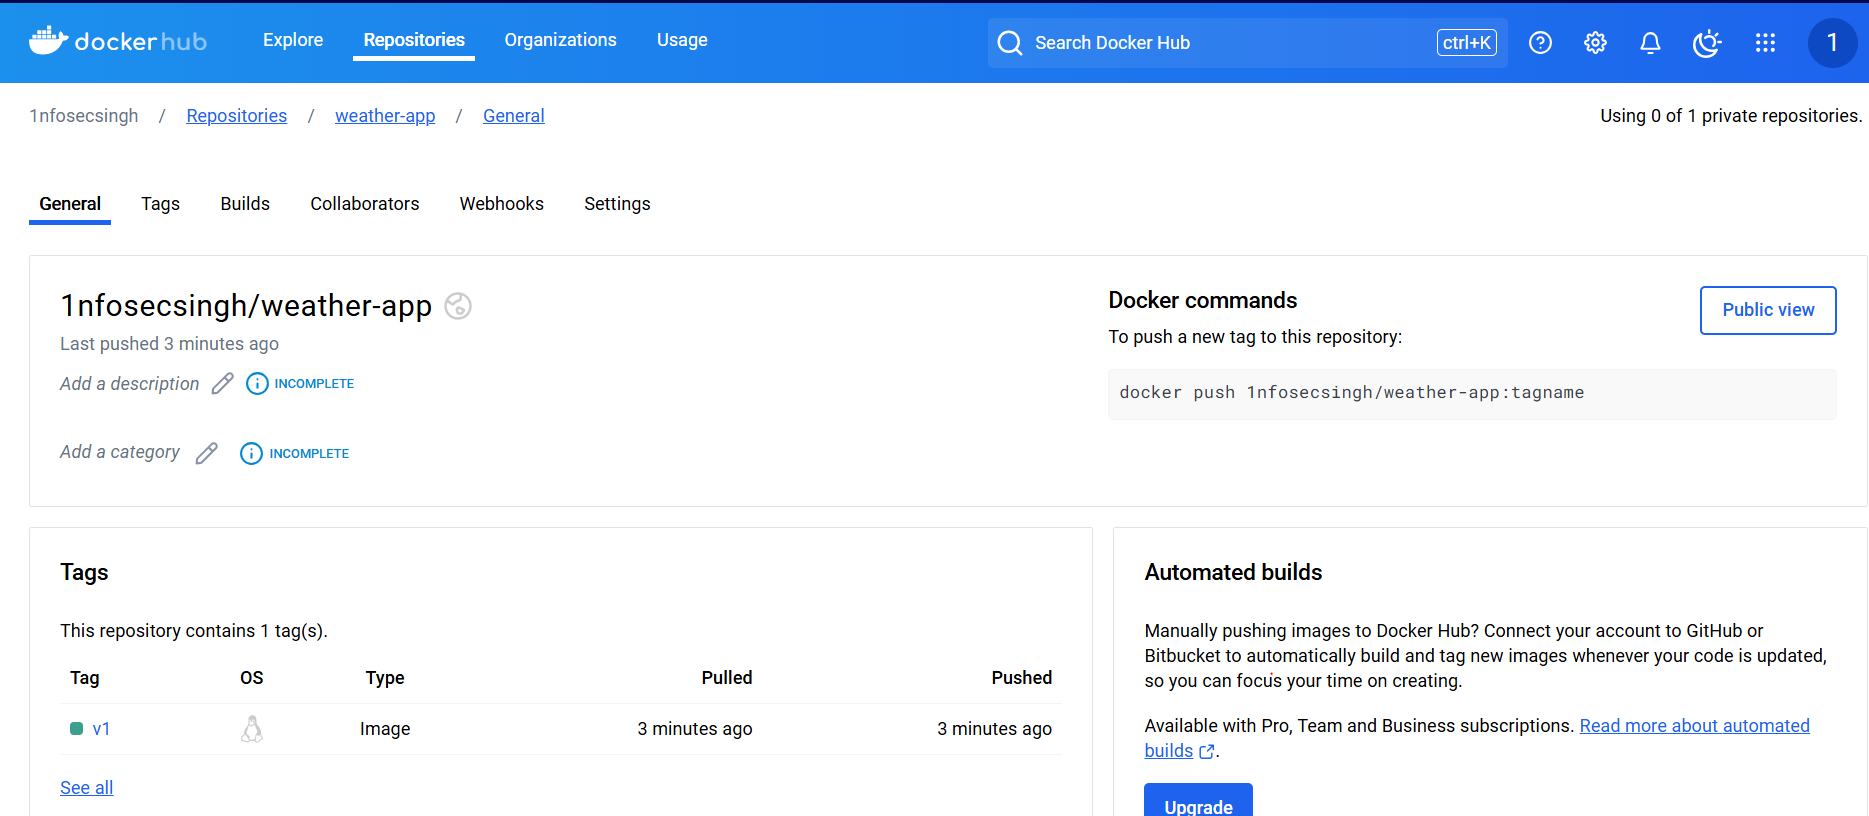 docker hub
Explore
Repositories
Organizations
Usage
Search Docker Hub
ctrl+K
1
1nfosecsingh / Repositories / weather-app / General
Using 0 of 1 private repositories.
General
Tags
Builds
Collaborators
Webhooks
Settings
1nfosecsingh/weather-app
Last pushed 3 minutes ago
Add a description
INCOMPLETE
Add a category
INCOMPLETE
Docker commands
Public view
To push a new tag to this repository:
docker push 1nfosecsingh/weather-app:tagname
Tags
This repository contains 1 tag(s).
Tag OS Type Pulled Pushed
v1 Image 3 minutes ago 3 minutes ago
See all
Automated builds
Manually pushing images to Docker Hub? Connect your account to GitHub or
Bitbucket to automatically build and tag new images whenever your code is updated,
so you can focus your time on creating.
Available with Pro, Team and Business subscriptions. Read more about automated
builds .
Upgrade